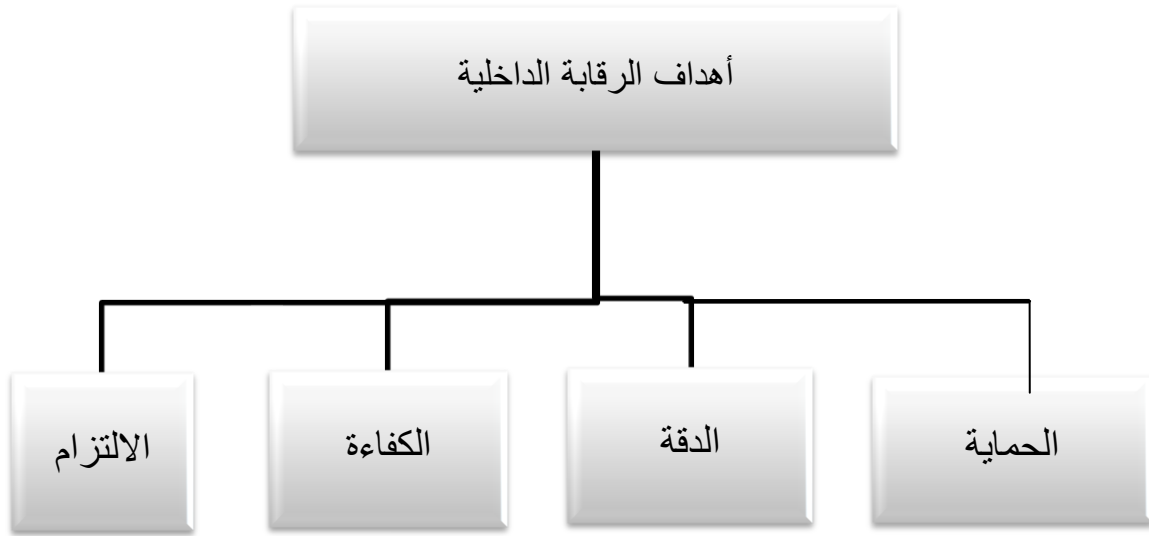 أهداف الرقابة الداخلية
الحماية
الدقة
الكفاءة
الالتزام